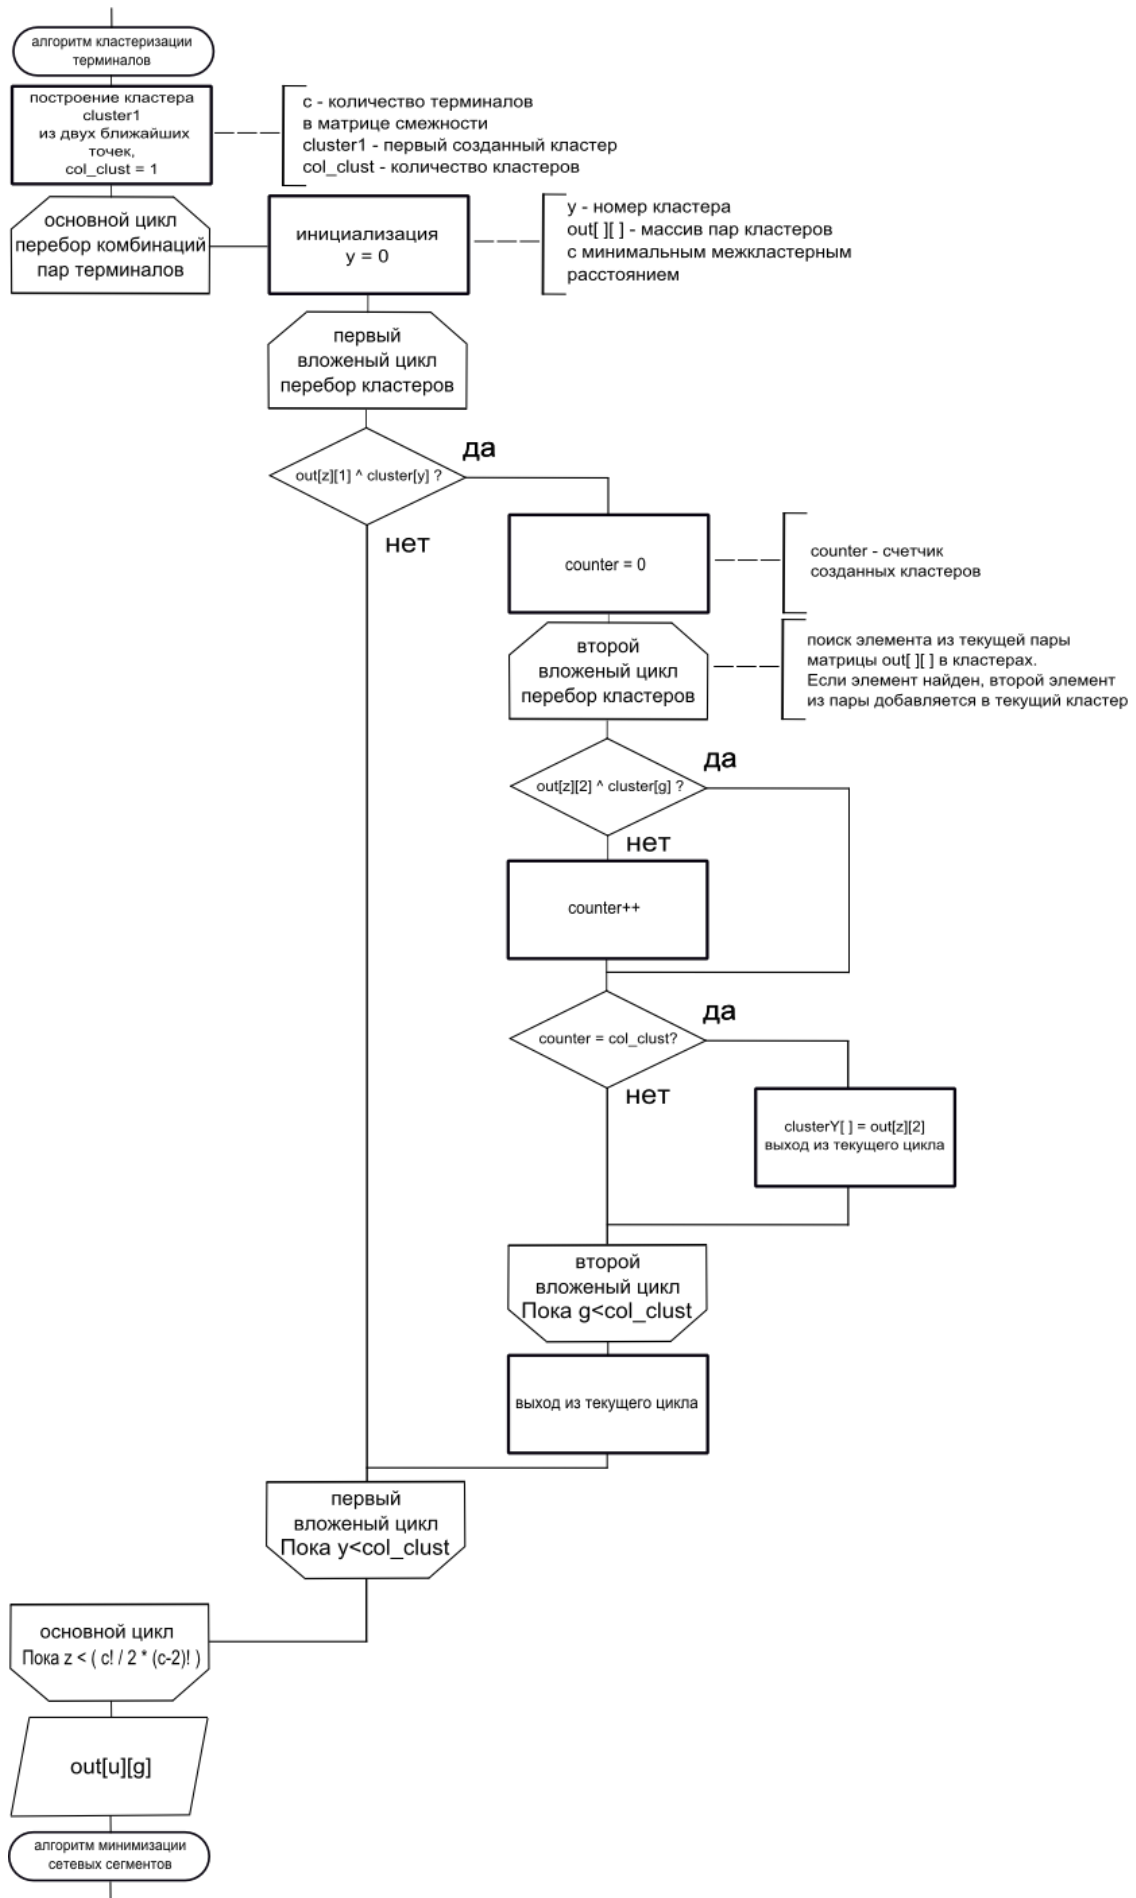 алгоритм кластеризации
терминалов
построение кластера
cluster1
из двух ближайших
точек,
col_clust = 1
c - количество терминалов
в матрице смежности
cluster1 - первый созданный кластер
col_clust - количество кластеров
основной цикл
перебор комбинаций
пар терминалов
инициализация
y = 0
y - номер кластера
out[ ][ ] - массив пар кластеров
с минимальным межкластерным
расстоянием
первый
вложеный цикл
перебор кластеров
out[z][1] ^ cluster[y] ?
да
нет
counter = 0
counter - счетчик
созданных кластеров
второй
вложеный цикл
перебор кластеров
поиск элемента из текущей пары
матрицы out[ ][ ] в кластерах.
Если элемент найден, второй элемент
из пары добавляется в текущий кластер
out[z][2] ^ cluster[g] ?
да
нет
counter++
counter = col_clust?
да
нет
clusterY[ ] = out[z][2]
выход из текущего цикла
второй
вложеный цикл
Пока g<col_clust
выход из текущего цикла
первый
вложеный цикл
Пока y<col_clust
основной цикл
Пока z < ( c! / 2 * (c-2)! )
out[u][g]
алгоритм минимизации
сетевых сегментов